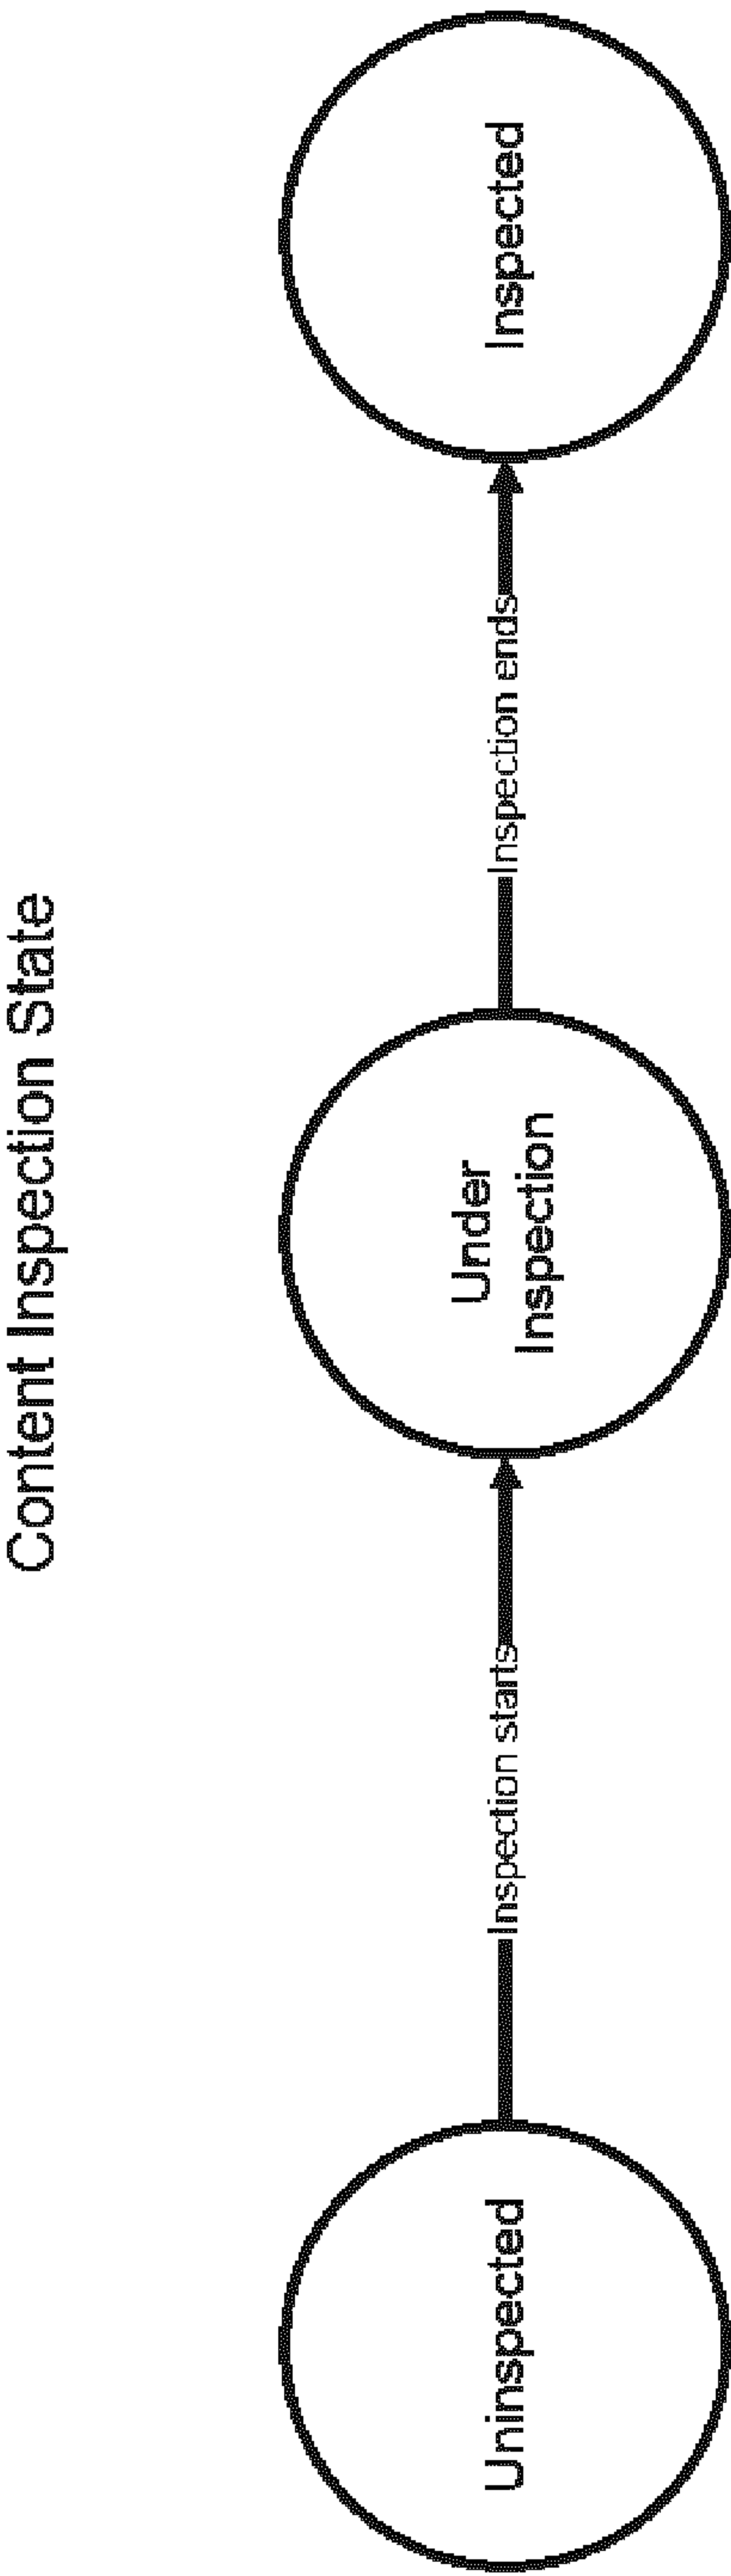 Content Inspection State
Uninspected
Inspection starts
Under
Inspection
Inspection ends
Inspected